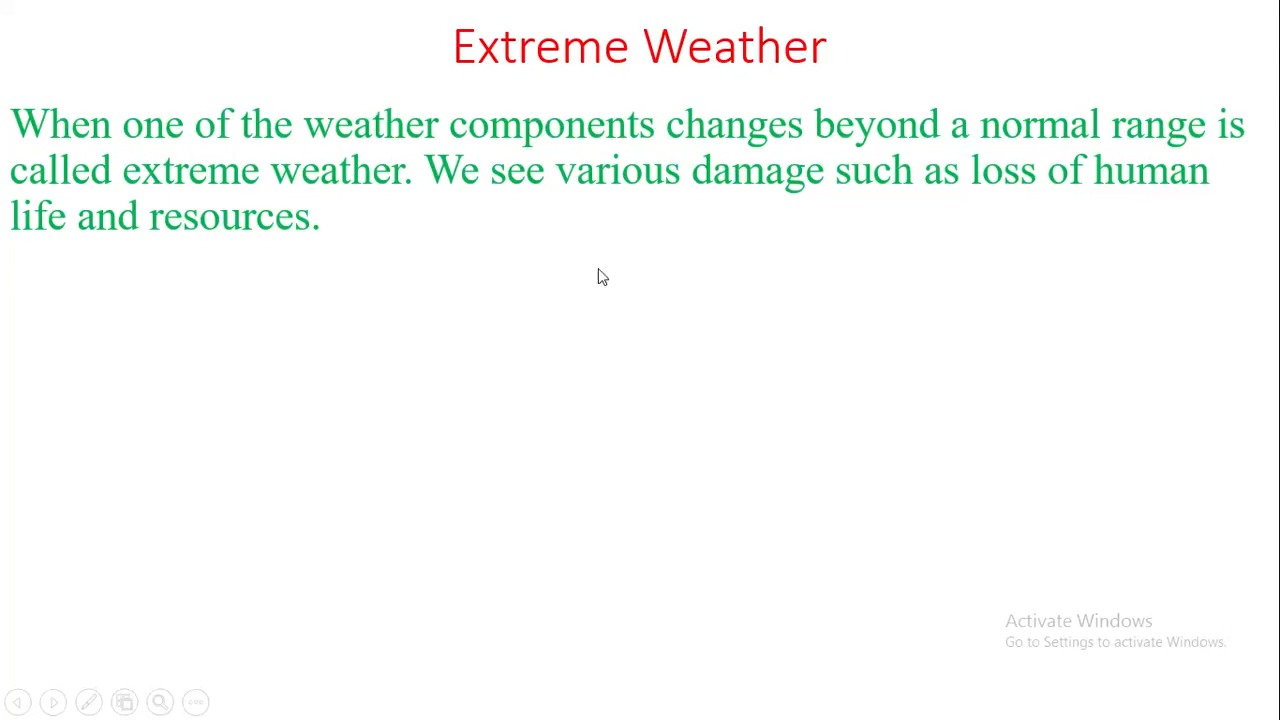 Extreme Weather
When one of the weather components changes beyond a normal range is
called extreme weather. We see various damage such as loss of human
life and resources.
Activate Windows
Go to Settings to activate Windows.